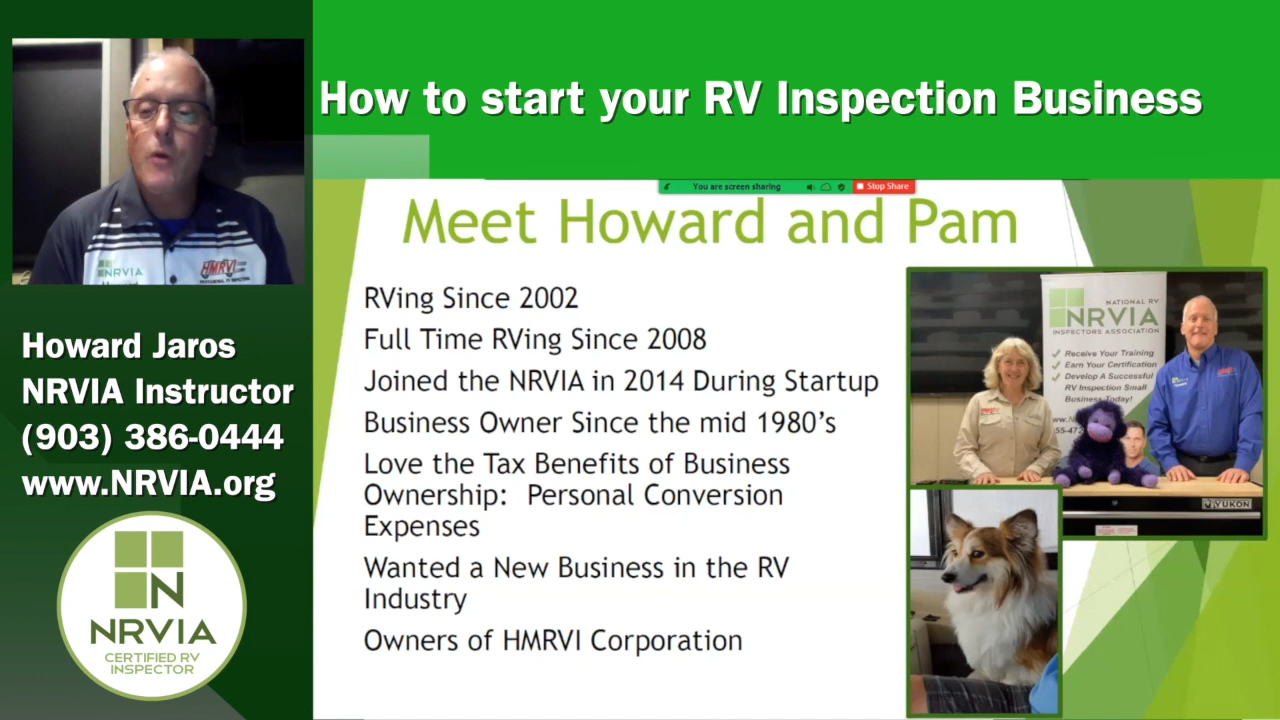 How to start your RV Inspection Business
You are screen sharing
Stop Share
Meet Howard and Pam
RVing Since 2002
Full Time RVing Since 2008
Joined the NRVIA in 2014 During Startup
Business Owner Since the mid 1980's
Love the Tax Benefits of Business
Ownership: Personal Conversion
Expenses
Wanted a New Business in the RV
Industry
Owners of HMRVI Corporation
NRVIA
HMRVI
Howard Jaros
NRVIA Instructor
(903) 386-0444
www.NRVIA.org
N
NRVIA
CERTIFIED RV
INSPECTOR
NATIONAL RV
NRVIA
INSPECTORS ASSOCIATION
Receive Your Training
Earn Your Certification
Develop A Successful
RV Inspection Small
Business Today!
YUKON